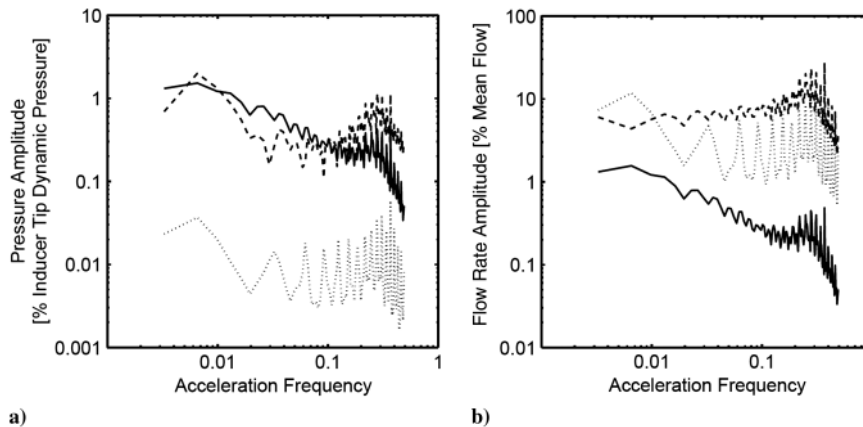 10
1
0.1
0.01
0.001
Pressure Amplitude
[% Inducer Tip Dynamic Pressure]
0.01
0.1
1
Acceleration Frequency
a)
100
10
1
0.1
0.01
Flow Rate Amplitude [% Mean Flow]
0.01
0.1
Acceleration Frequency
b)